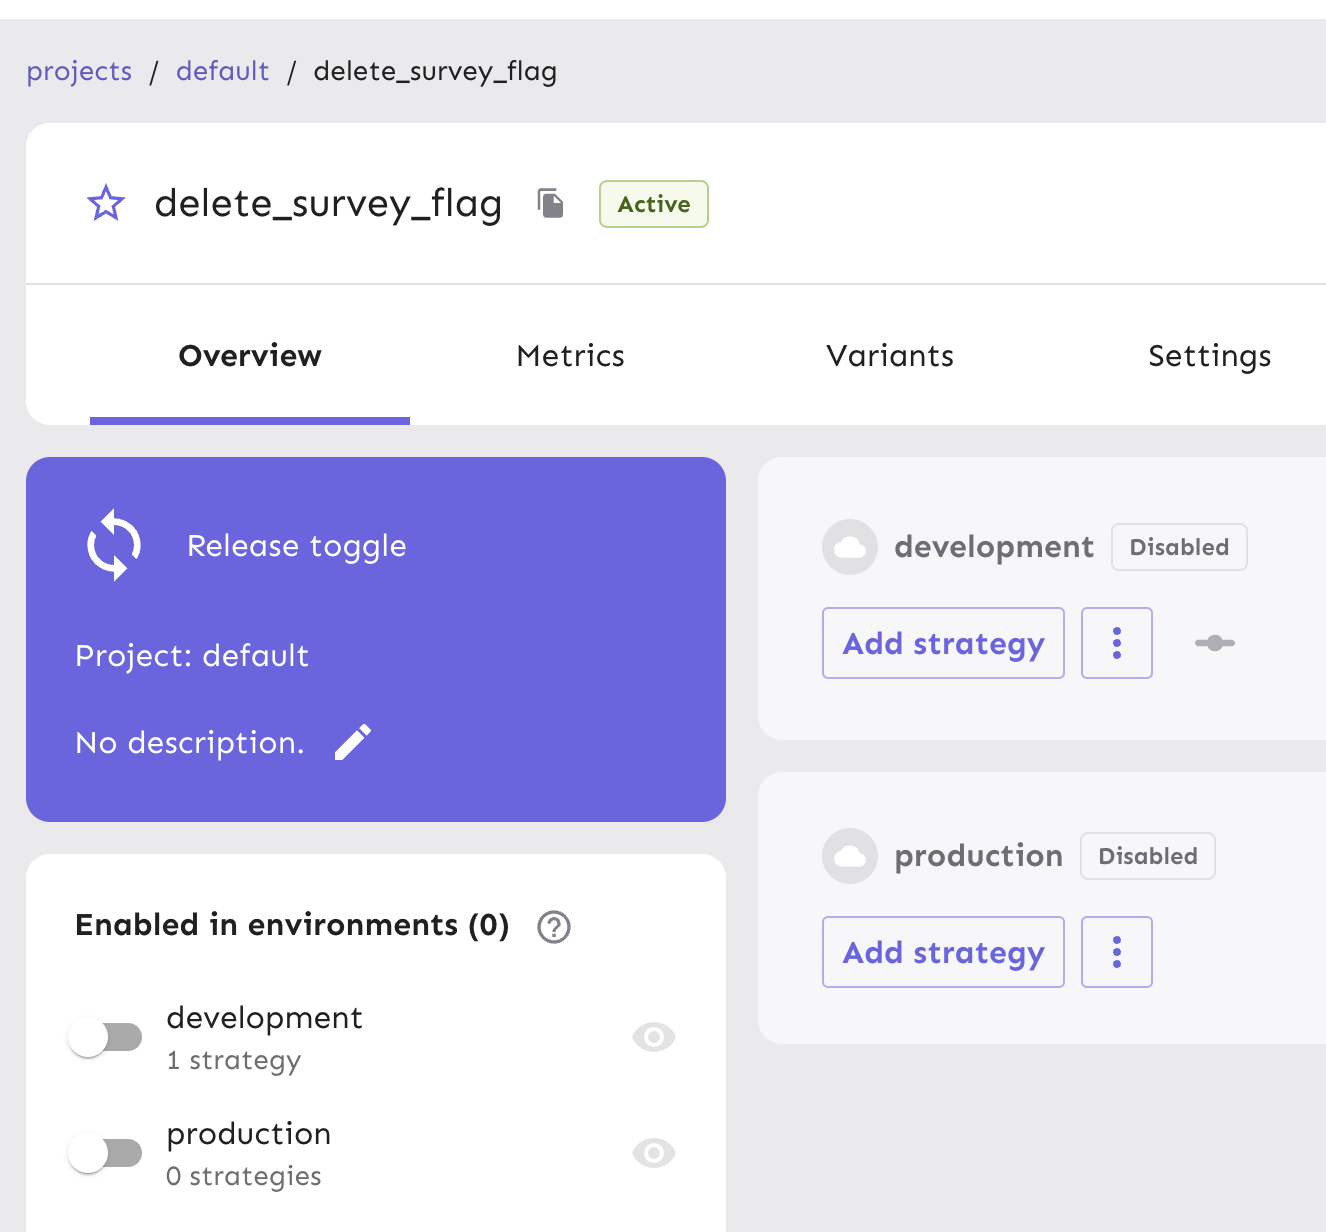 projects / default / delete_survey_flag
delete_survey_flag Active
Overview Metrics Variants Settings
Release toggle
Project: default
No description.
Enabled in environments (0)
development
1 strategy
production
0 strategies
development Disabled
Add strategy
production Disabled
Add strategy